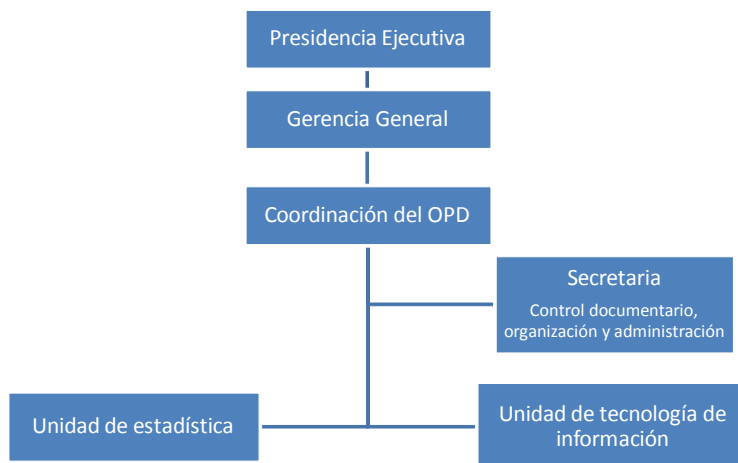 Presidencia Ejecutiva
Gerencia General
Coordinación del OPD
Secretaria
Control documentario,
organización y administración
Unidad de estadística
Unidad de tecnología de
información